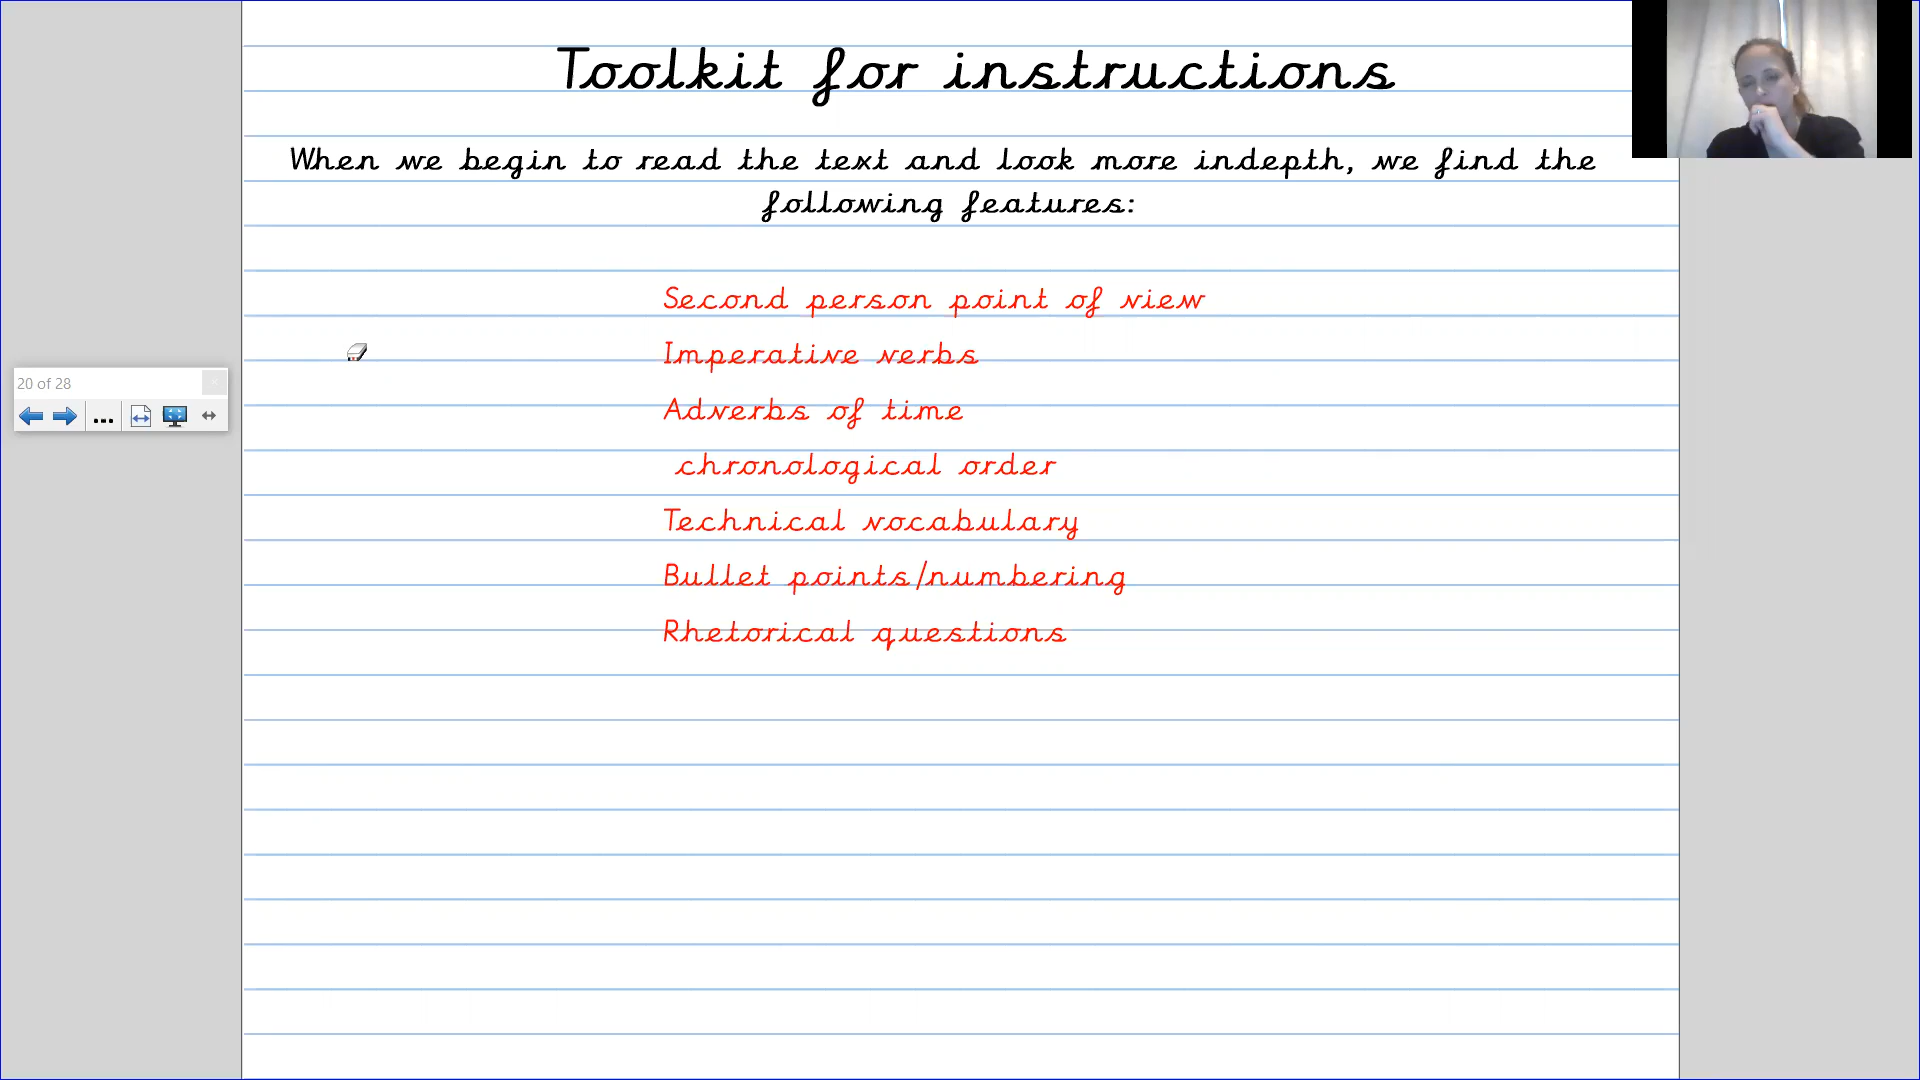 Toolkit for instructions
When we begin to read the text and look more indepth, we find the
following features:
Second person point of view
Imperative verbs
Adverbs of time
chronological order
Technical vocabulary
Bullet points/numbering
Rhetorical questions
20 of 28